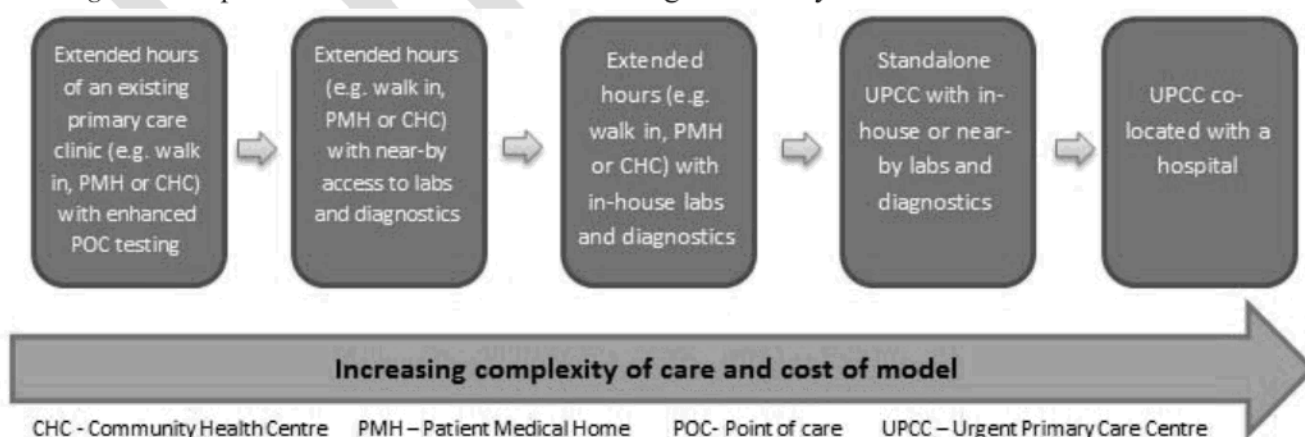 Extended hours
of an existing
primary care
clinic (e.g. walk
in, PMH or CHC)
with enhanced
POC testing
Extended hours
(e.g. walk in,
PMH or CHC)
with near-by
access to labs
and diagnostics
Extended
hours (e.g.
walk in, PMH
or CHC) with
in-house labs
and diagnostics
Standalone
UPCC with in-
house or near-
by labs and
diagnostics
UPCC co-
located with a
hospital
Increasing complexity of care and cost of model
CHC - Community Health Centre PMH – Patient Medical Home POC- Point of care UPCC – Urgent Primary Care Centre